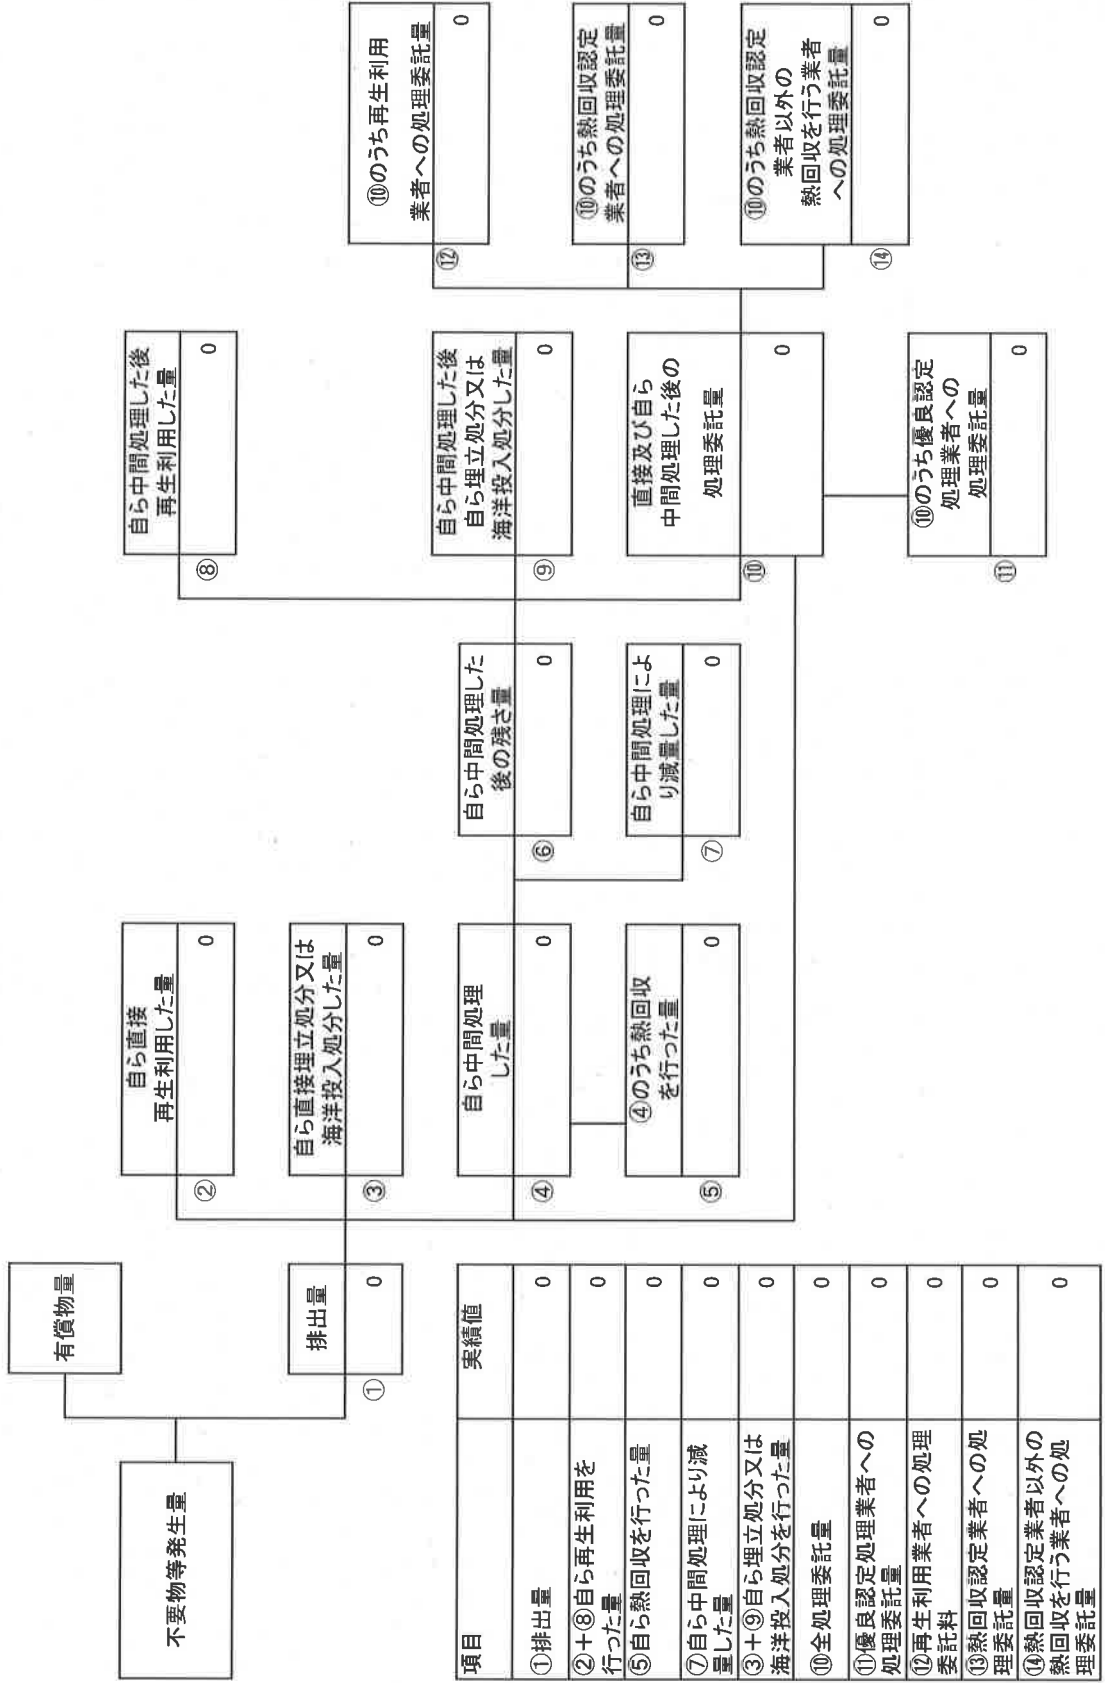 不要物等発生量
有償物量
排出量
①
0
自ら直接
再生利用した量
②
0
自ら直接埋立処分又は
海洋投入処分した量
③
0
自ら中間処理
した量
④
0
④のうち熱回収
を行った量
⑤
0
自ら中間処理した
後の残さ量
⑥
0
自ら中間処理によ
り減量した量
⑦
0
自ら中間処理した後
再生利用した量
⑧
0
自ら中間処理した後
自ら埋立処分又は
海洋投入処分した量
⑨
0
直接及び自ら
中間処理した後の
処理委託量
⑩
0
⑩のうち優良認定
処理業者への
処理委託量
⑪
0
⑩のうち再生利用
業者への処理委託量
⑫
0
⑩のうち熱回収認定
業者への処理委託量
⑬
0
⑩のうち熱回収認定
業者以外の
熱回収を行う業者
への処理委託量
⑭
0
項目 実績値
①排出量 0
②+⑧自ら再生利用を
行った量 0
⑤自ら熱回収を行った量 0
⑦自ら中間処理により減
量した量 0
③+⑨自ら埋立処分又は
海洋投入処分を行った量 0
⑩全処理委託量 0
⑪優良認定処理業者への
処理委託量 0
⑫再生利用業者への処理
委託料 0
⑬熱回収認定業者への処
理委託量 0
⑭熱回収認定業者以外の
熱回収を行う業者への処
理委託量 0